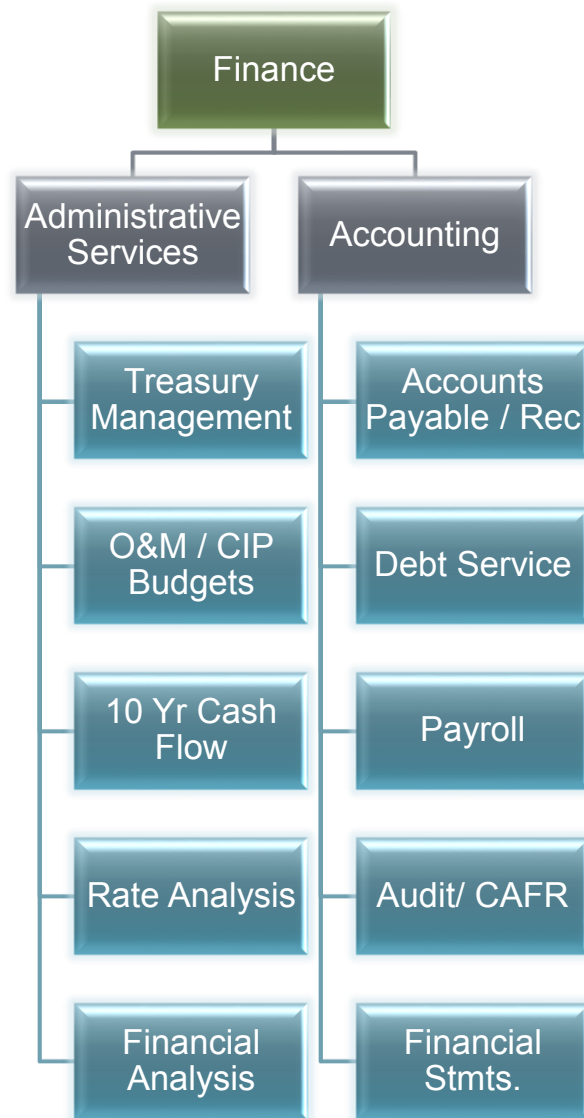 Finance
Administrative
Services
Accounting
Treasury
Management
Accounts
Payable / Rec
O&M / CIP
Budgets
Debt Service
10 Yr Cash
Flow
Payroll
Rate Analysis
Audit/ CAFR
Financial
Analysis
Financial
Stmts.